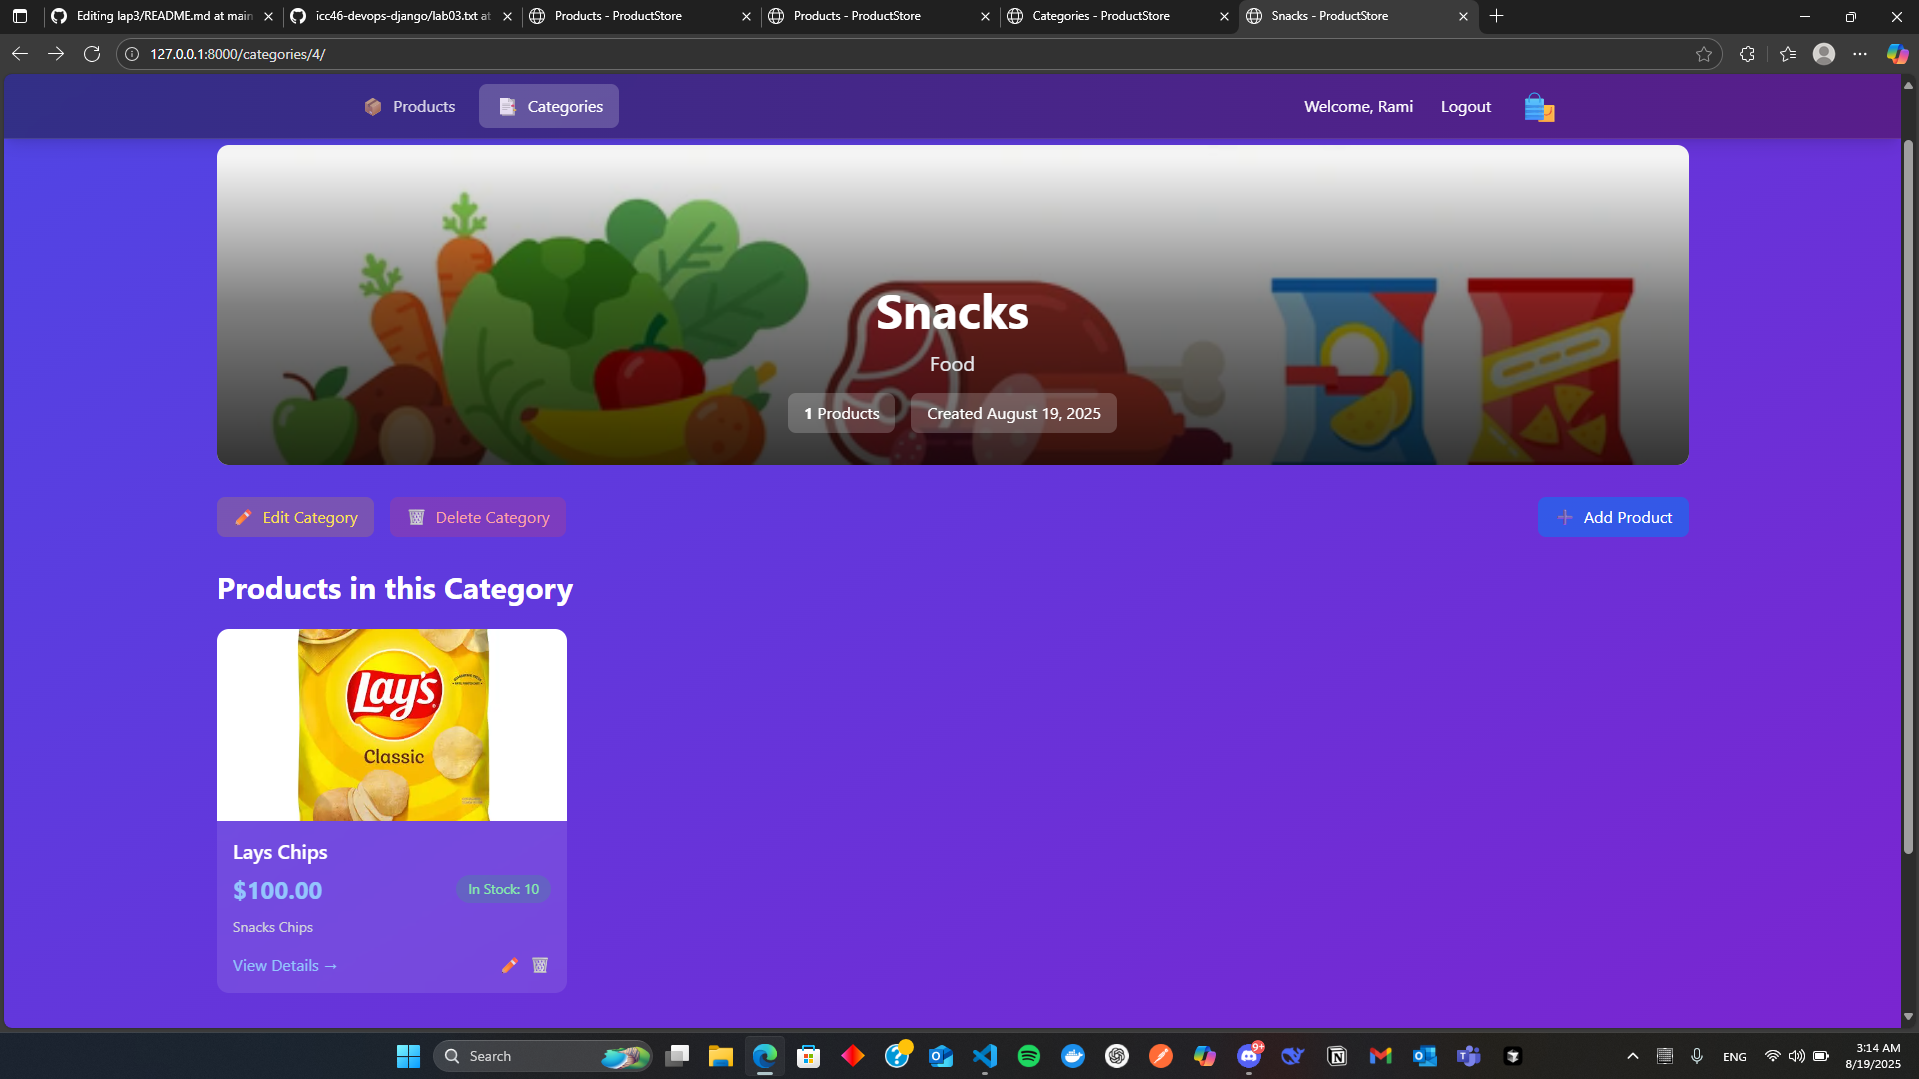 Editing lap3/README.md at main
icc46-devops-django/lab03.txt at
Products - ProductStore
Products - ProductStore
Categories - ProductStore
Snacks - ProductStore
127.0.0.1:8000/categories/4/
Products
Categories
Welcome, Rami
Logout
Snacks
Food
1 Products
Created August 19, 2025
Edit Category
Delete Category
Add Product
Products in this Category
Lay's
Classic
Lays Chips
$100.00
In Stock: 10
Snacks Chips
View Details →
Search
9+
ENG
3:14 AM
8/19/2025